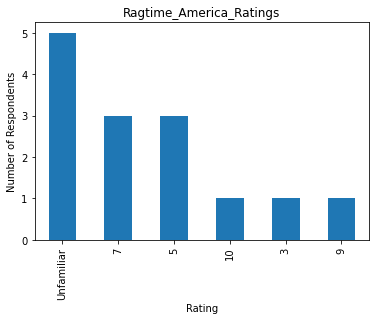 Ragtime_America_Ratings
Number of Respondents
5
4
3
2
1
0
Unfamiliar
7
5
10
3
9
Rating